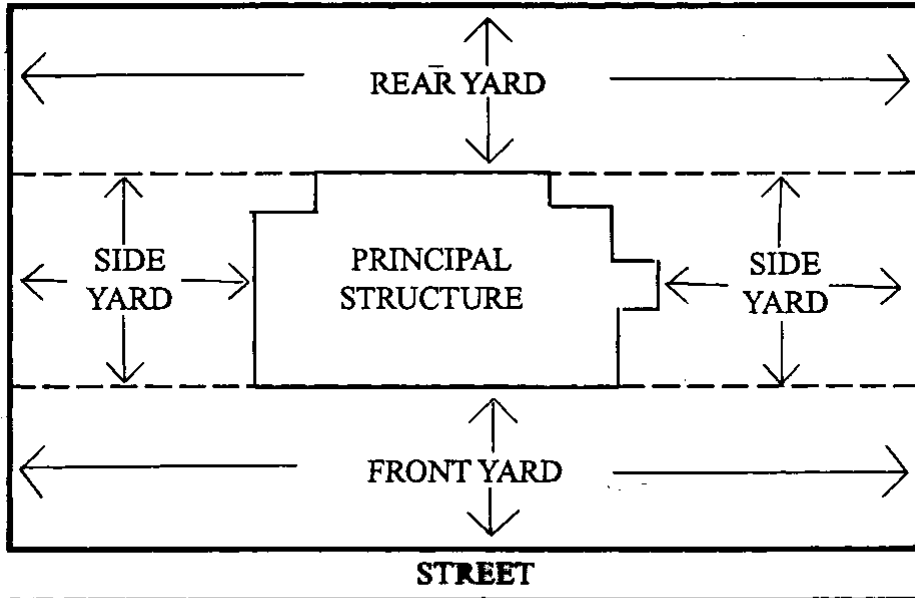 REAR YARD
SIDE
YARD
PRINCIPAL
STRUCTURE
SIDE
YARD
FRONT YARD
STREET